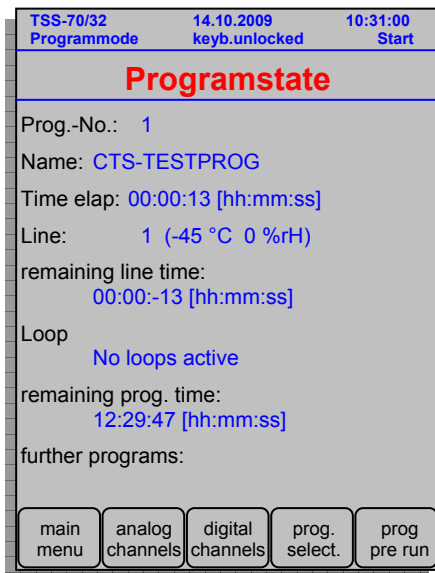 TSS-70/32 14.10.2009 10:31:00
Programmode keyb.unlocked Start
Programstate
Prog.-No.: 1
Name: CTS-TESTPROG
Time elap: 00:00:13 [hh:mm:ss]
Line: 1 (-45 °C 0 %rH)
remaining line time:
00:00:-13 [hh:mm:ss]
Loop
No loops active
remaining prog. time:
12:29:47 [hh:mm:ss]
further programs:
main analog digital prog. prog
menu channels channels select. pre run